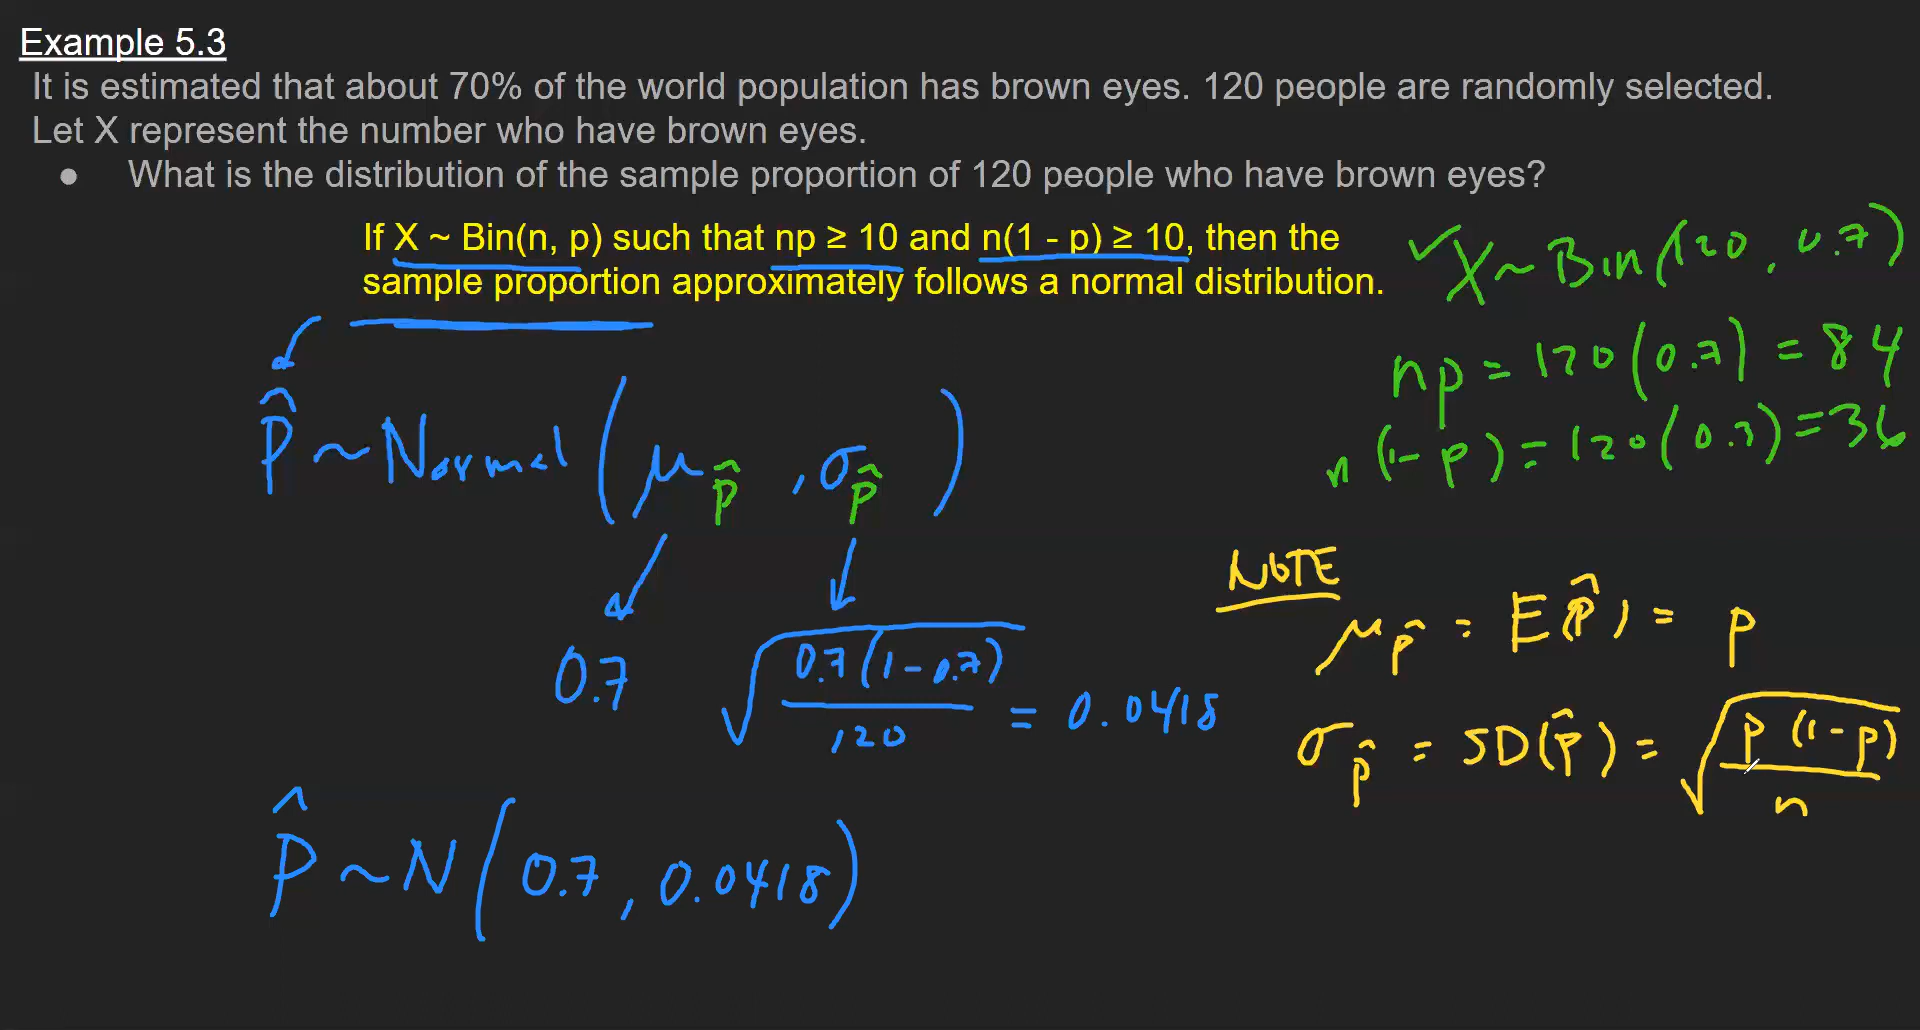 Example 5.3
It is estimated that about 70% of the world population has brown eyes. 120 people are randomly selected.
Let X represent the number who have brown eyes.
● What is the distribution of the sample proportion of 120 people who have brown eyes?
If X ~ Bin(n, p) such that np ≥ 10 and n(1 - p) ≥ 10, then the
sample proportion approximately follows a normal distribution.
✓ X ~ Bin(120, 0.7)
np = 120(0.7) = 84
n(1-p) = 120(0.3) = 36
P̂ ~ Normal(μ_p̂, σ_p̂)
0.7
√(0.7(1-0.7)/120) = 0.0418
NOTE
μ_p̂ = E(p̂) = p
σ_p̂ = SD(p̂) = √(p(1-p)/n)
P̂ ~ N(0.7, 0.0418)